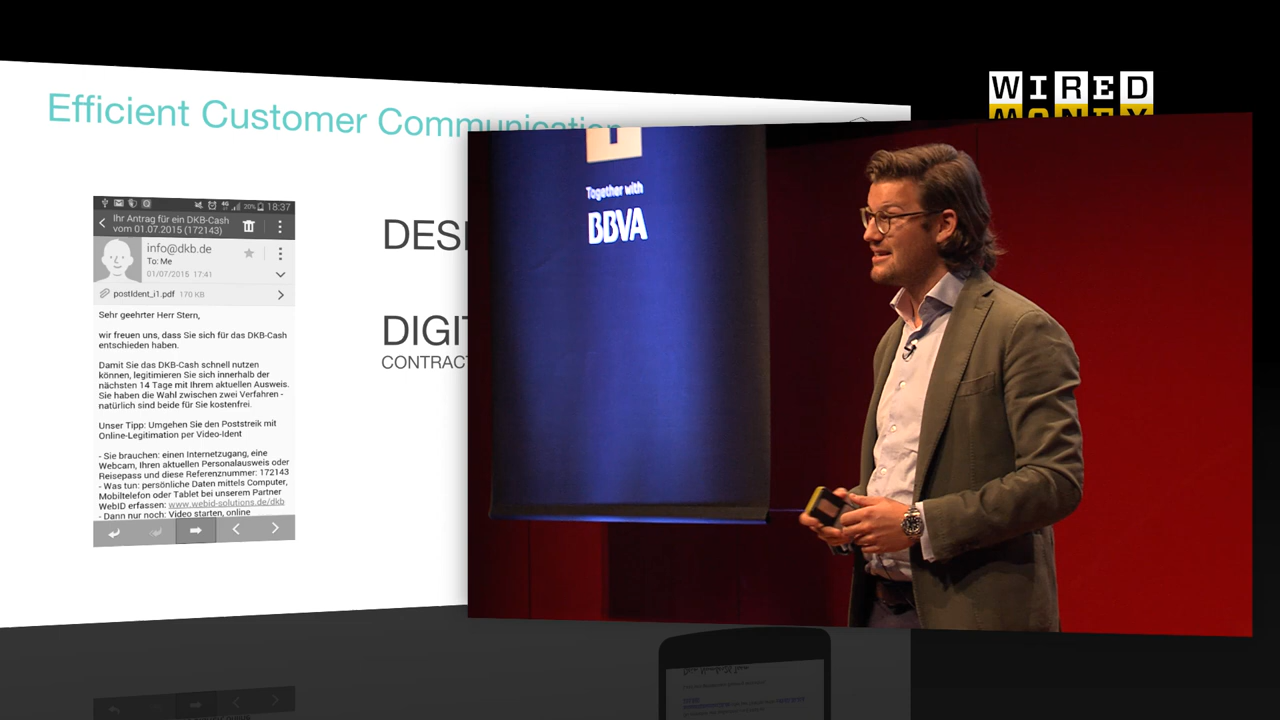 WIRED
MONEY
Efficient Customer Communication
18:37
20%
Ihr Antrag für ein DKB-Cash
vom 01.07.2015 (172143)
info@dkb.de
To: Me
01/07/2015 17:41
postIdent_i1.pdf 170 KB
Sehr geehrter Herr Stern,
wir freuen uns, dass Sie sich für das DKB-Cash
entschieden haben.
Damit Sie das DKB-Cash schnell nutzen
können, legitimieren Sie sich innerhalb der
nächsten 14 Tage mit Ihrem aktuellen Ausweis.
Sie haben die Wahl zwischen zwei Verfahren -
natürlich sind beide für Sie kostenfrei.
Unser Tipp: Umgehen Sie den Poststreik mit
Online-Legitimation per Video-Ident
- Sie brauchen: einen Internetzugang, eine
Webcam, Ihren aktuellen Personalausweis oder
Reisepass und diese Referenznummer: 172143
- Was tun: persönliche Daten mittels Computer,
Mobiltelefon oder Tablet bei unserem Partner
WebID erfassen: www.webid-solutions.de/dkb
- Dann nur noch: Video starten, online
DESI
DIGIT
CONTRACT
Together with
BBVA